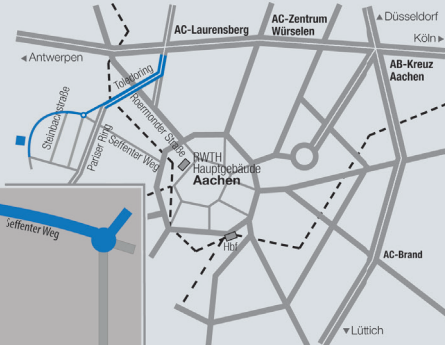 Düsseldorf
AC-Zentrum
Würselen
AC-Laurensberg
Köln
Antwerpen
AB-Kreuz
Aachen
Toledoring
Steinbachstraße
Roermonder Straße
Pariser Ring
Seffenter Weg
RWTH
Hauptgebäude
Aachen
Seffenter Weg
Hbf
AC-Brand
Lüttich